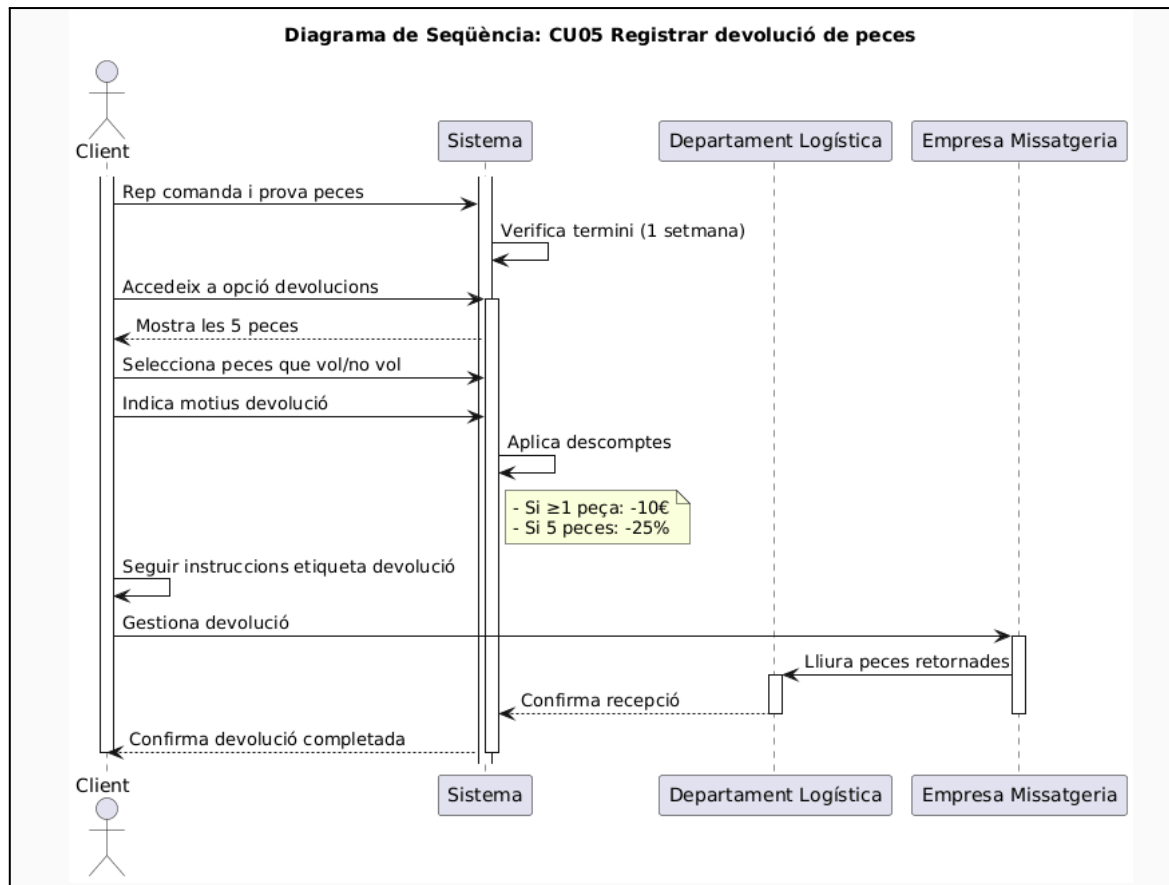 Diagrama de Seqüència: CU05 Registrar devolució de peces
Client
Sistema
Departament Logística
Empresa Missatgeria
Rep comanda i prova peces
Verifica termini (1 setmana)
Accedeix a opció devolucions
Mostra les 5 peces
Selecciona peces que vol/no vol
Indica motius devolució
Aplica descomptes
- Si ≥1 peça: -10€
- Si 5 peces: -25%
Seguir instruccions etiqueta devolució
Gestiona devolució
Lliura peces retornades
Confirma recepció
Confirma devolució completada
Client
Sistema
Departament Logística
Empresa Missatgeria